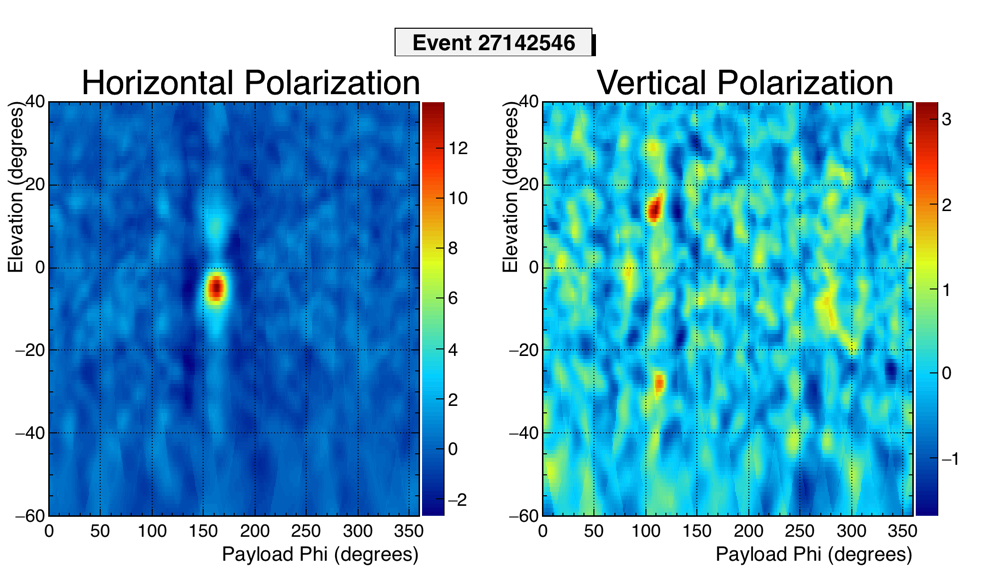 Event 27142546
Horizontal Polarization
Elevation (degrees)
40
20
0
−20
−40
−60
0 50 100 150 200 250 300 350
Payload Phi (degrees)
12
10
8
6
4
2
0
−2
Vertical Polarization
Elevation (degrees)
40
20
0
−20
−40
−60
0 50 100 150 200 250 300 350
Payload Phi (degrees)
3
2
1
0
−1